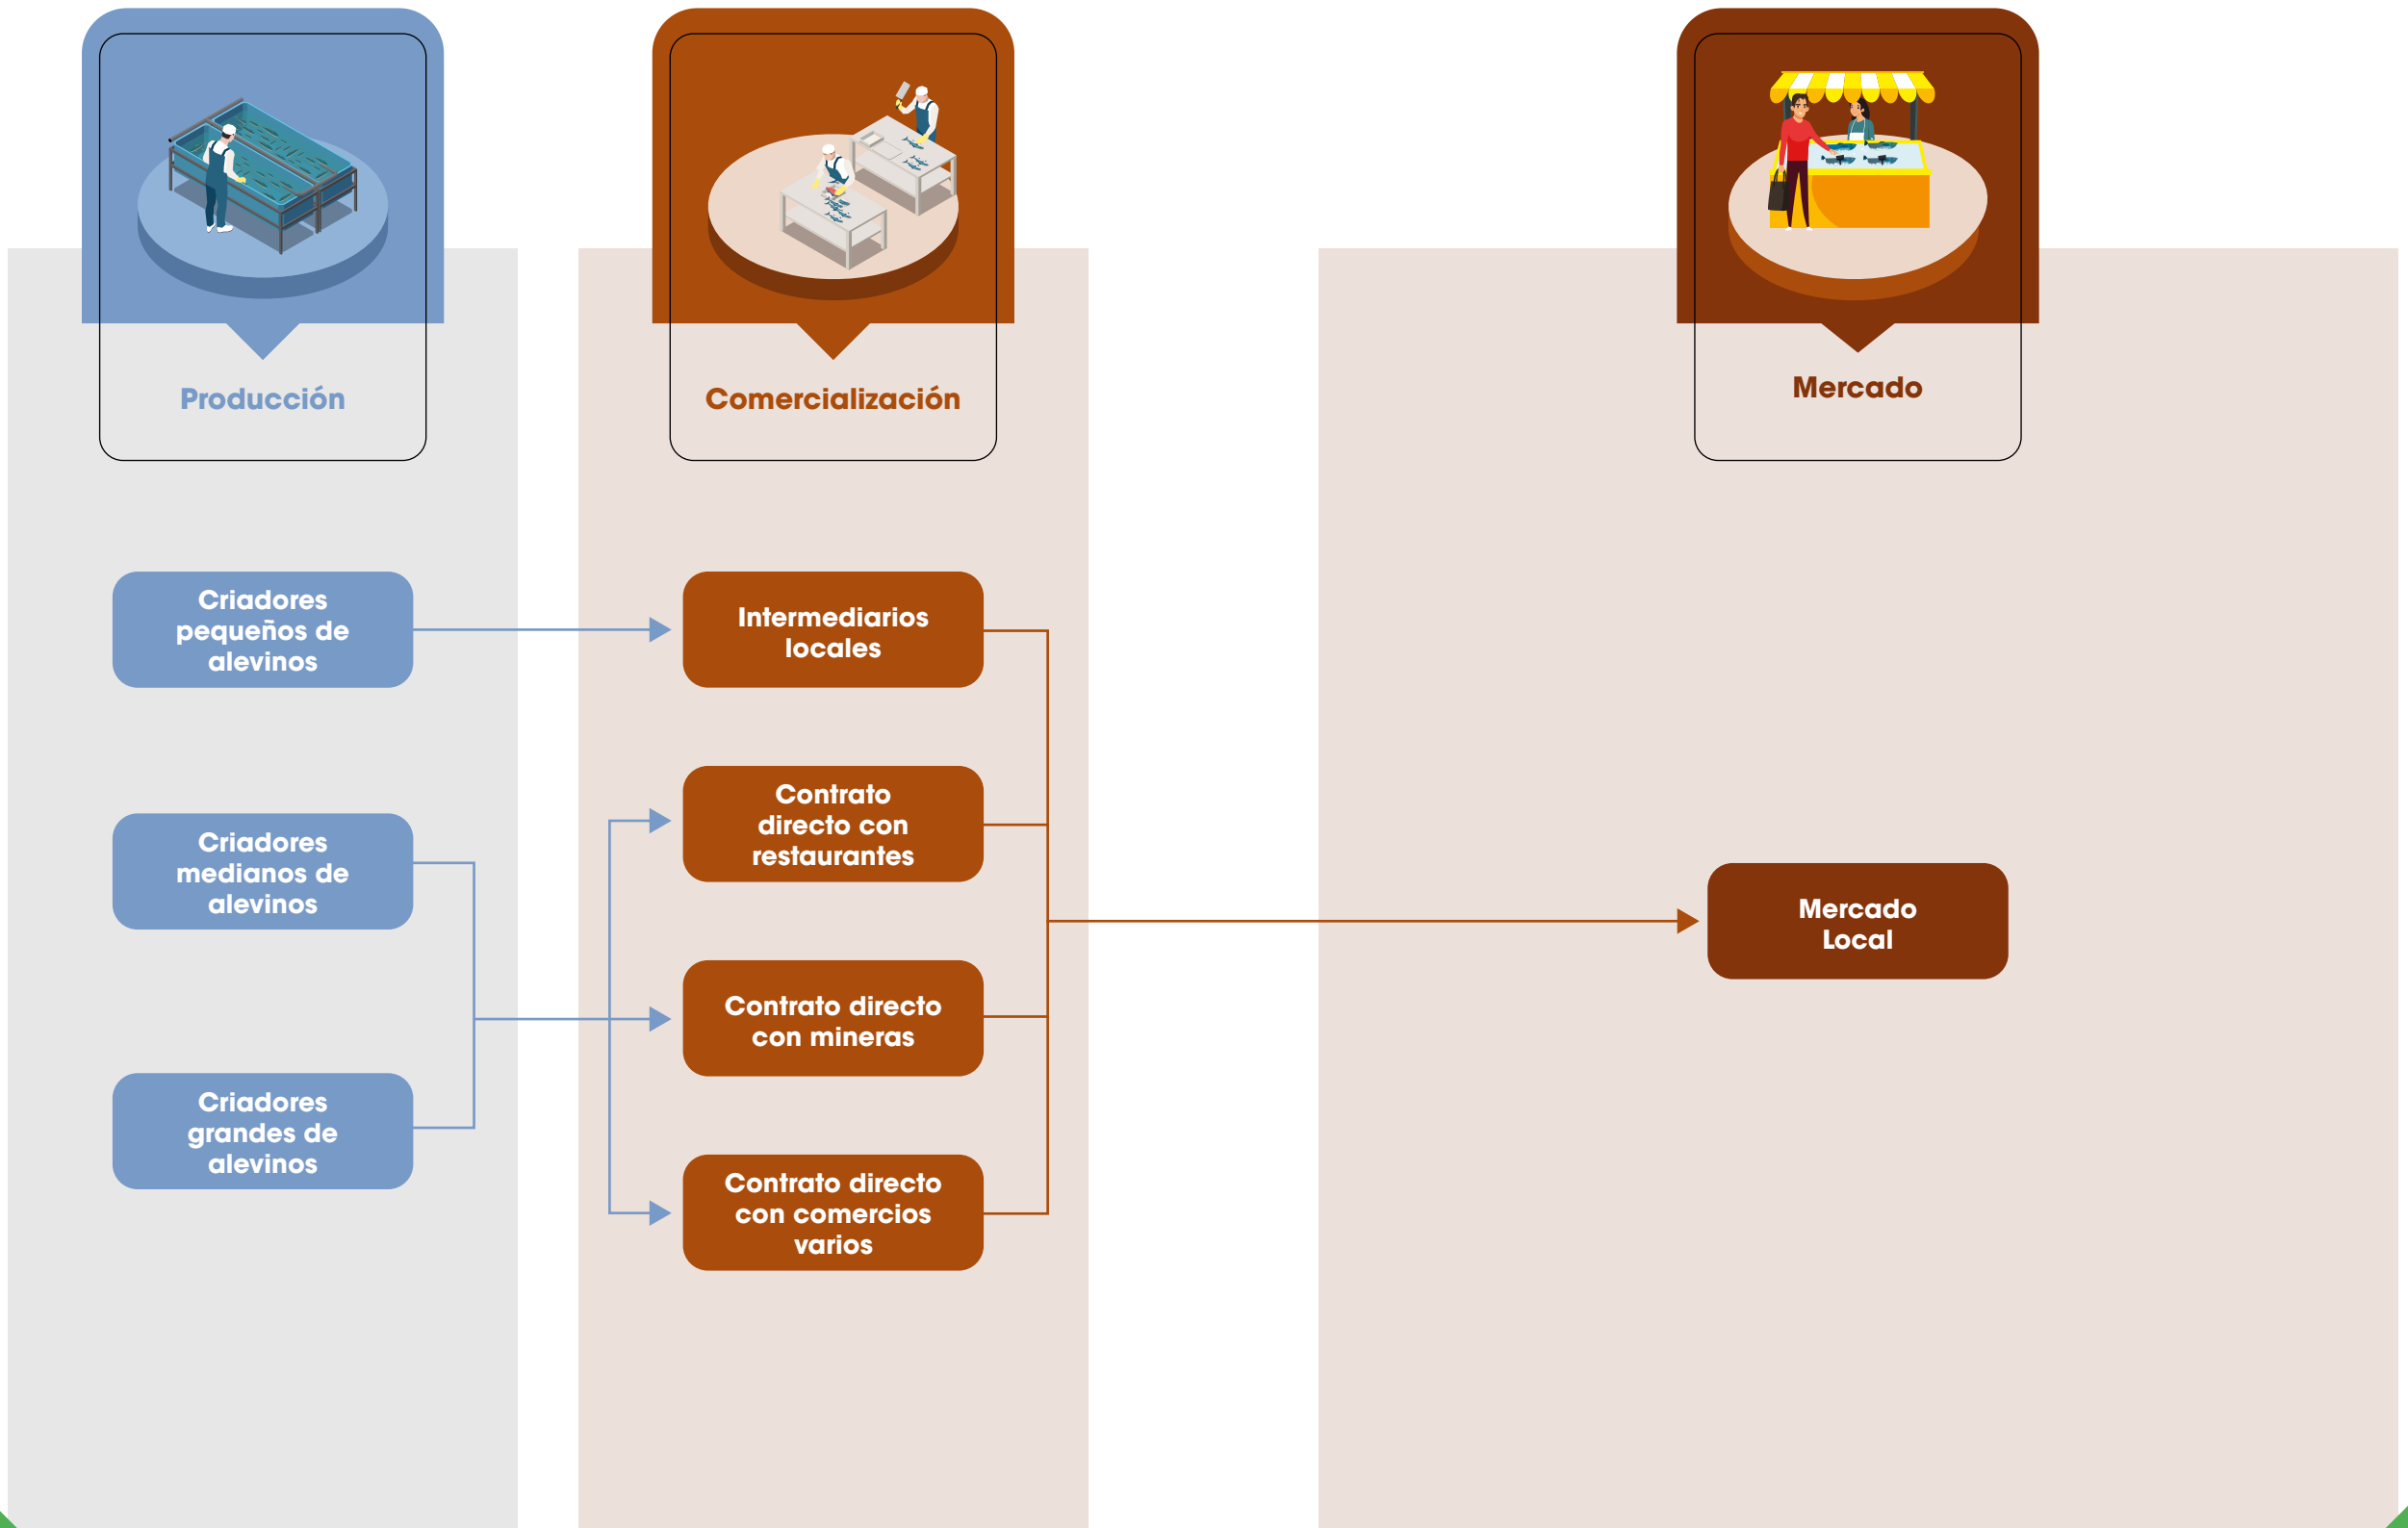 Producción
Comercialización
Mercado
Criadores
pequeños de
alevinos
Criadores
medianos de
alevinos
Criadores
grandes de
alevinos
Intermediarios
locales
Contrato
directo con
restaurantes
Contrato directo
con mineras
Contrato directo
con comercios
varios
Mercado
Local